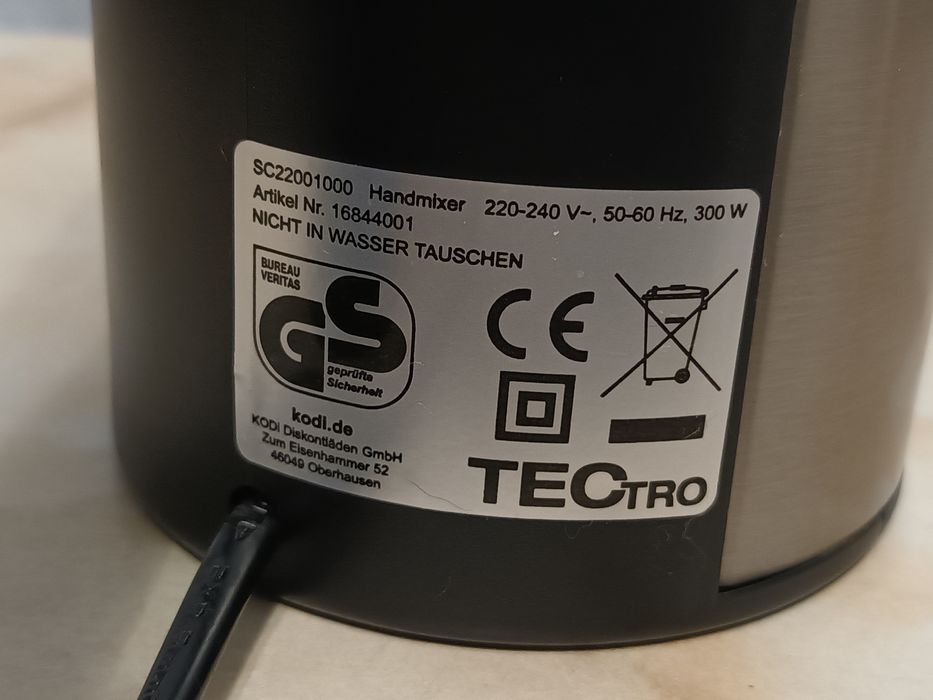 SC22001000 Handmixer 220-240 V~, 50-60 Hz, 300 W
Artikel Nr. 16844001
NICHT IN WASSER TAUSCHEN
BUREAU
VERITAS
GS
geprüfte
Sicherheit
CE
kodi.de
KODi Diskontläden GmbH
Zum Eisenhammer 52
46049 Oberhausen
TECTRO